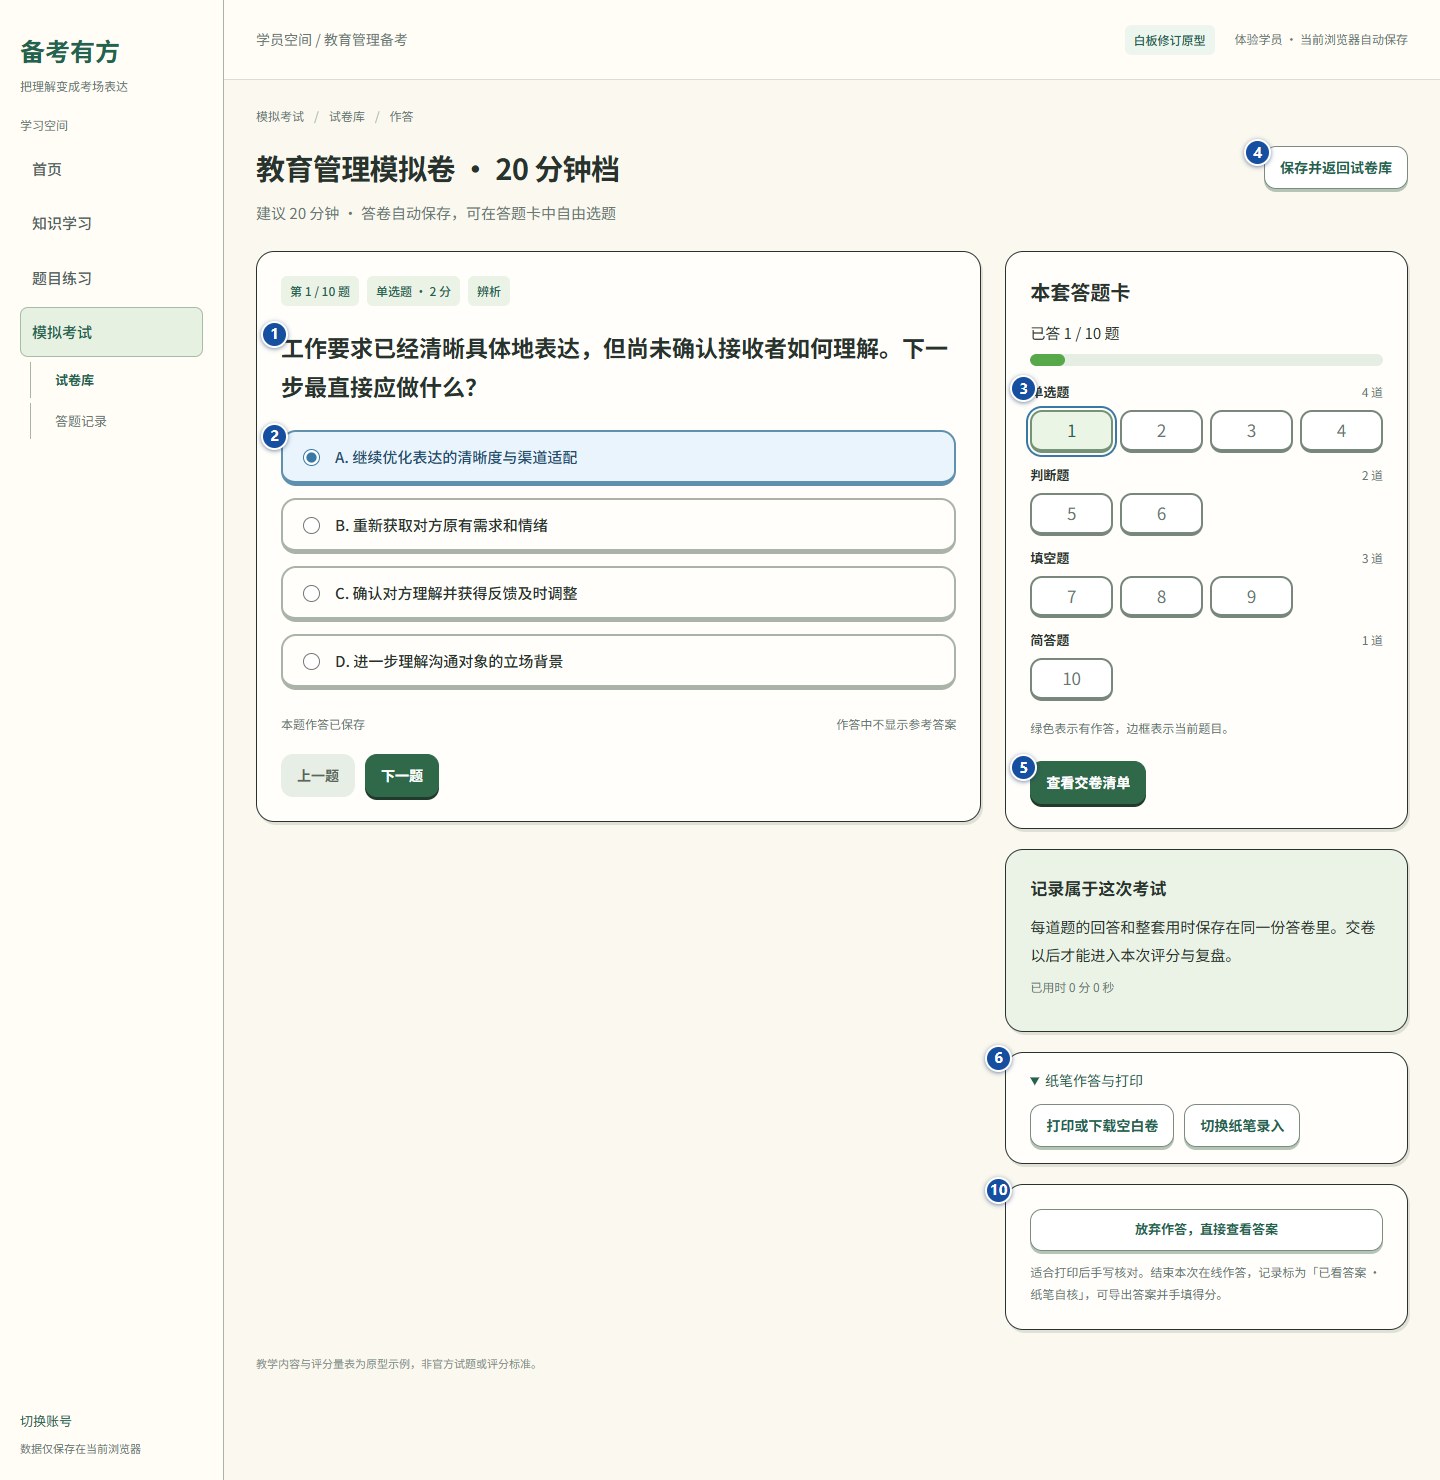 备考有方
把理解变成考场表达
学习空间
首页
知识学习
题目练习
模拟考试
试卷库
答题记录
切换账号
数据仅保存在当前浏览器
学员空间 / 教育管理备考
白板修订原型
体验学员 · 当前浏览器自动保存
模拟考试 / 试卷库 / 作答
教育管理模拟卷 · 20 分钟档
建议 20 分钟 · 答卷自动保存，可在答题卡中自由选题
4
保存并返回试卷库
第 1 / 10 题
单选题 · 2 分
辨析
1
工作要求已经清晰具体地表达，但尚未确认接收者如何理解。下一
步最直接应做什么？
2
A. 继续优化表达的清晰度与渠道适配
B. 重新获取对方原有需求和情绪
C. 确认对方理解并获得反馈及时调整
D. 进一步理解沟通对象的立场背景
本题作答已保存
作答中不显示参考答案
上一题
下一题
本套答题卡
已答 1 / 10 题
3
单选题
4 道
1
2
3
4
判断题
2 道
5
6
填空题
3 道
7
8
9
简答题
1 道
10
绿色表示有作答，边框表示当前题目。
5
查看交卷清单
记录属于这次考试
每道题的回答和整套用时保存在同一份答卷里。交卷
以后才能进入本次评分与复盘。
已用时 0 分 0 秒
6
▼ 纸笔作答与打印
打印或下载空白卷
切换纸笔录入
10
放弃作答，直接查看答案
适合打印后手写核对。结束本次在线作答，记录标为「已看答案 ·
纸笔自核」，可导出答案并手填得分。
教学内容与评分量表为原型示例，非官方试题或评分标准。